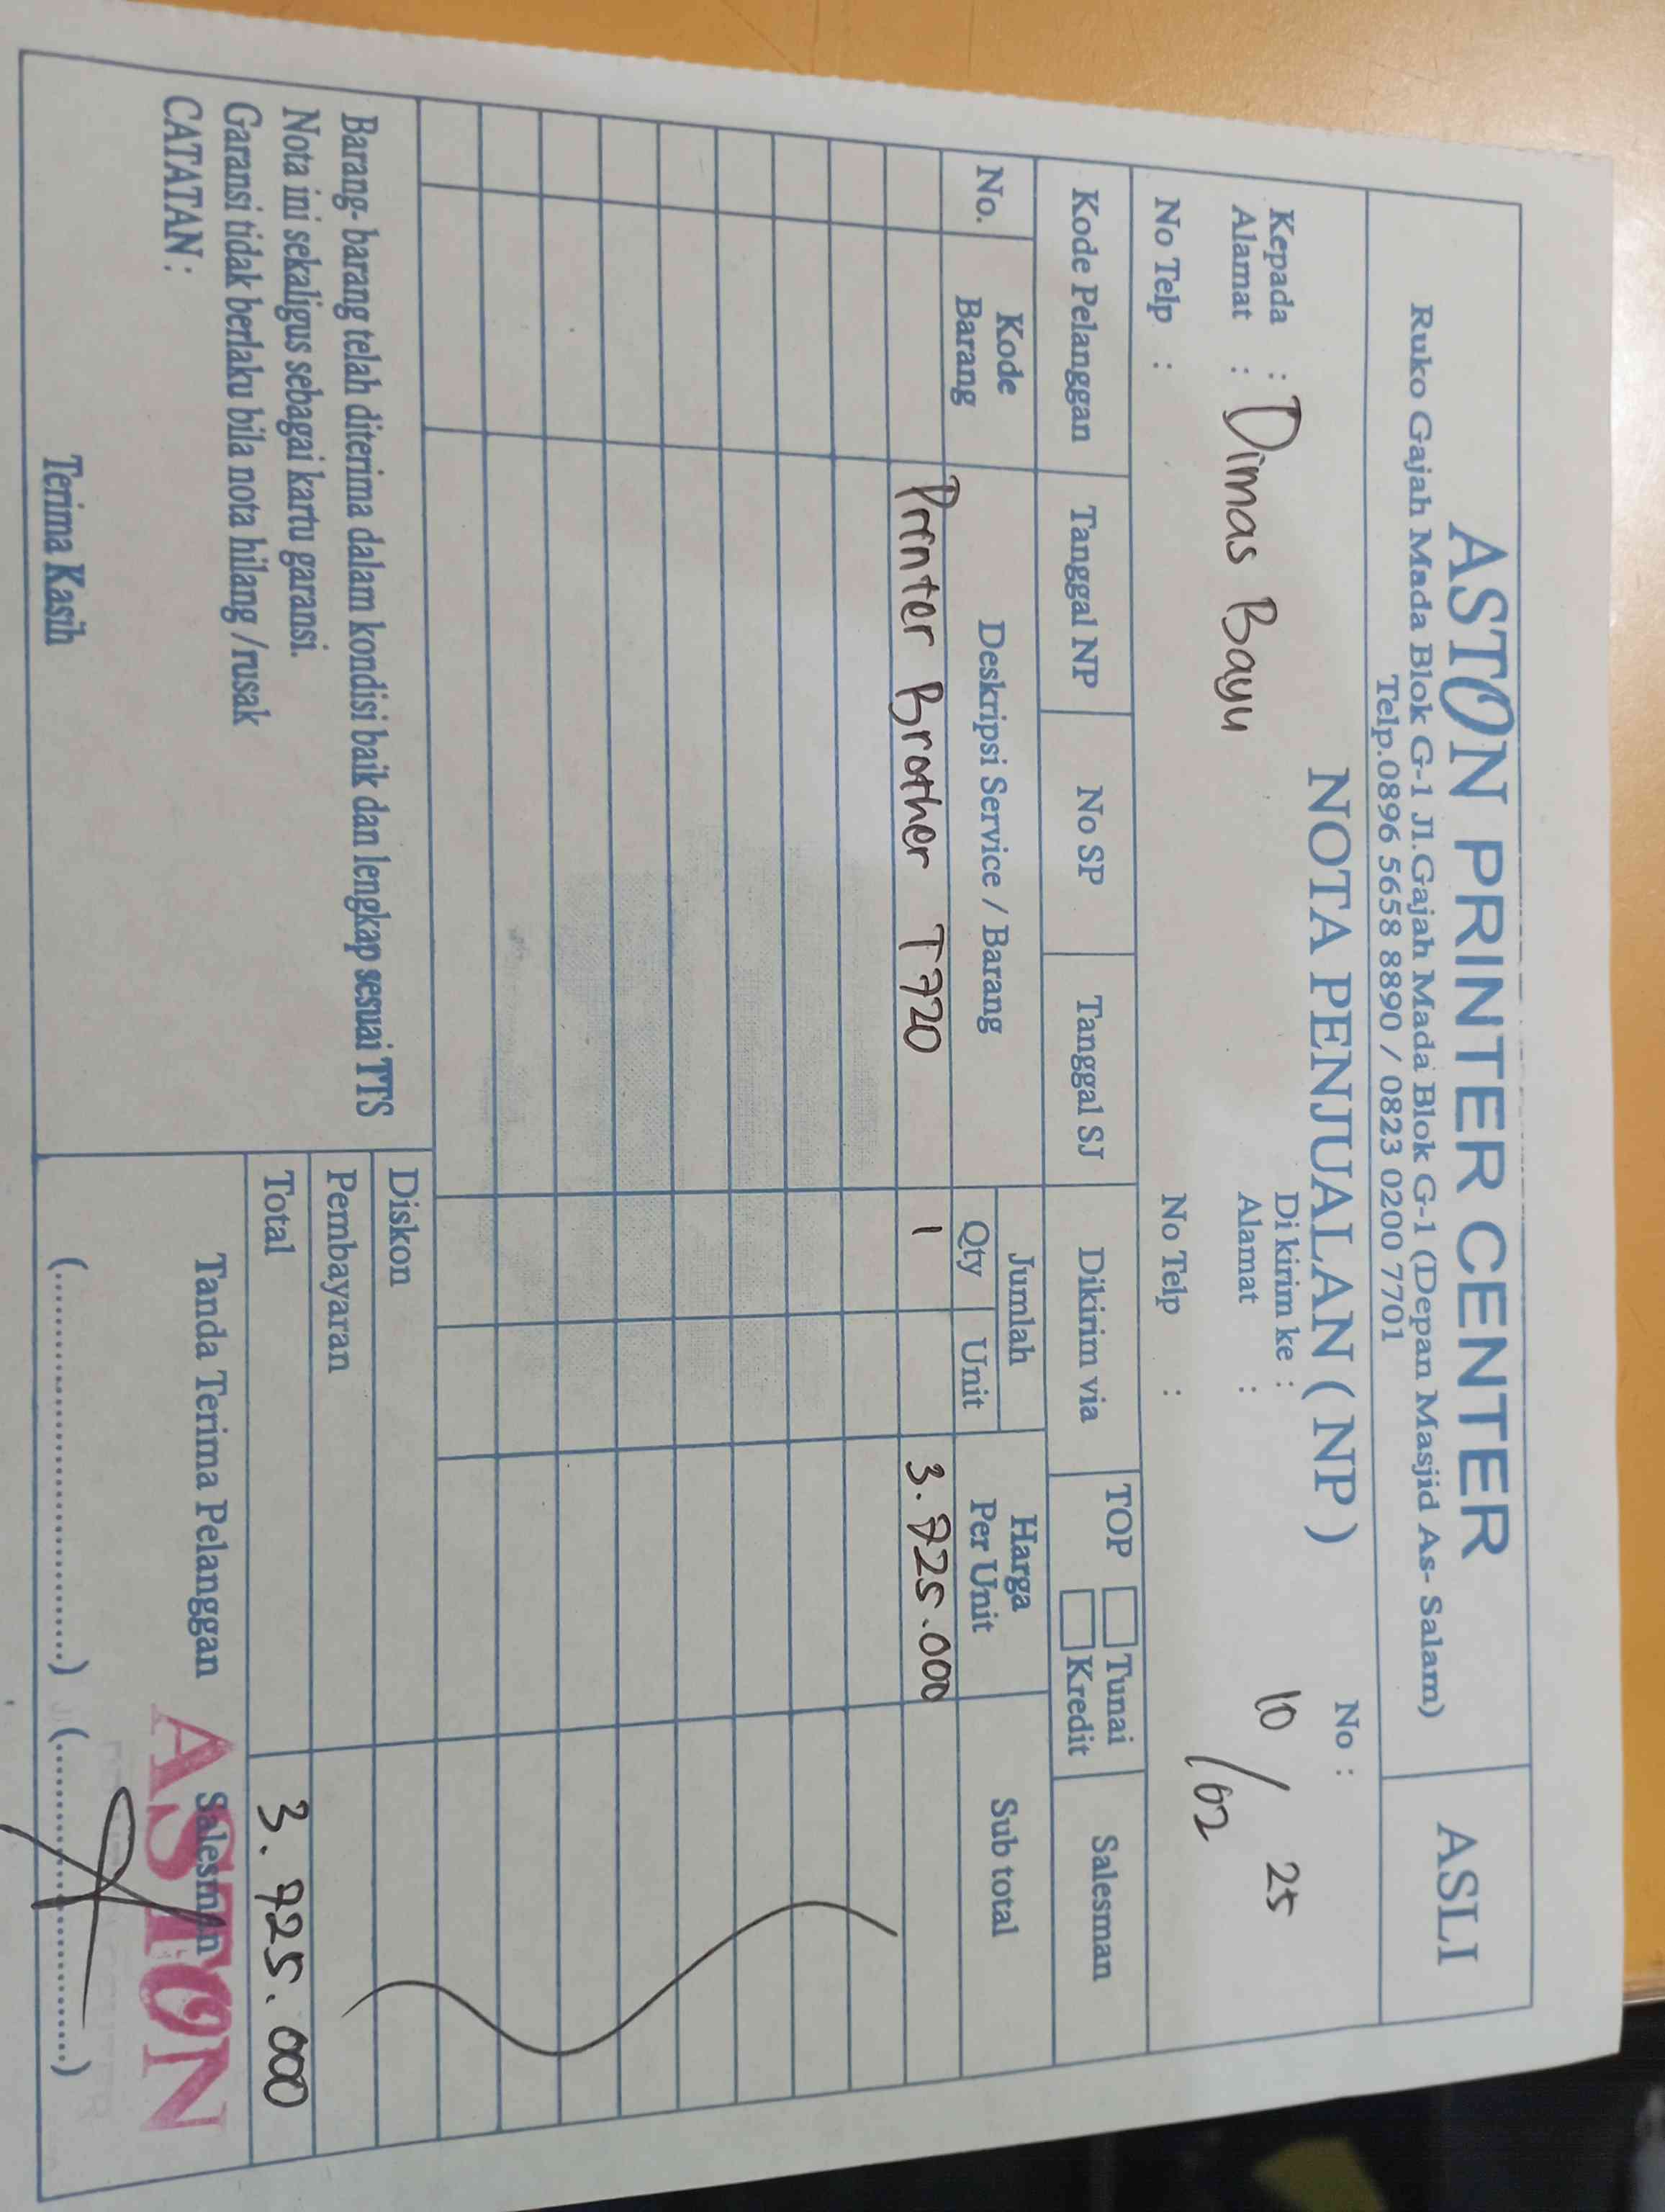 ASTON PRINTER CENTER
ASLI
Ruko Gajah Mada Blok G-1 Jl.Gajah Mada Blok G-1 (Depan Masjid As- Salam)
Telp.0896 5658 8890 / 0823 0200 7701
NOTA PENJUALAN ( NP )
No :
Kepada : Dimas Bayu
Alamat :
Di kirim ke :
Alamat :
10 / 02 25
No Telp :
No Telp :
Kode Pelanggan
Tanggal NP
No SP
Tanggal SJ
Dikirim via
TOP
Tunai
Kredit
Salesman
No.
Kode Barang
Deskripsi Service / Barang
Jumlah
Qty
Unit
Harga Per Unit
Sub total
Printer Brother T720 1 3.725.000
Diskon
Pembayaran
Total 3.725.000
Barang- barang telah diterima dalam kondisi baik dan lengkap sesuai TTS
Nota ini sekaligus sebagai kartu garansi.
Garansi tidak berlaku bila nota hilang /rusak
CATATAN :
Terima Kasih
Tanda Terima Pelanggan
Salesman
ASTON
(..............................)
(..............................)